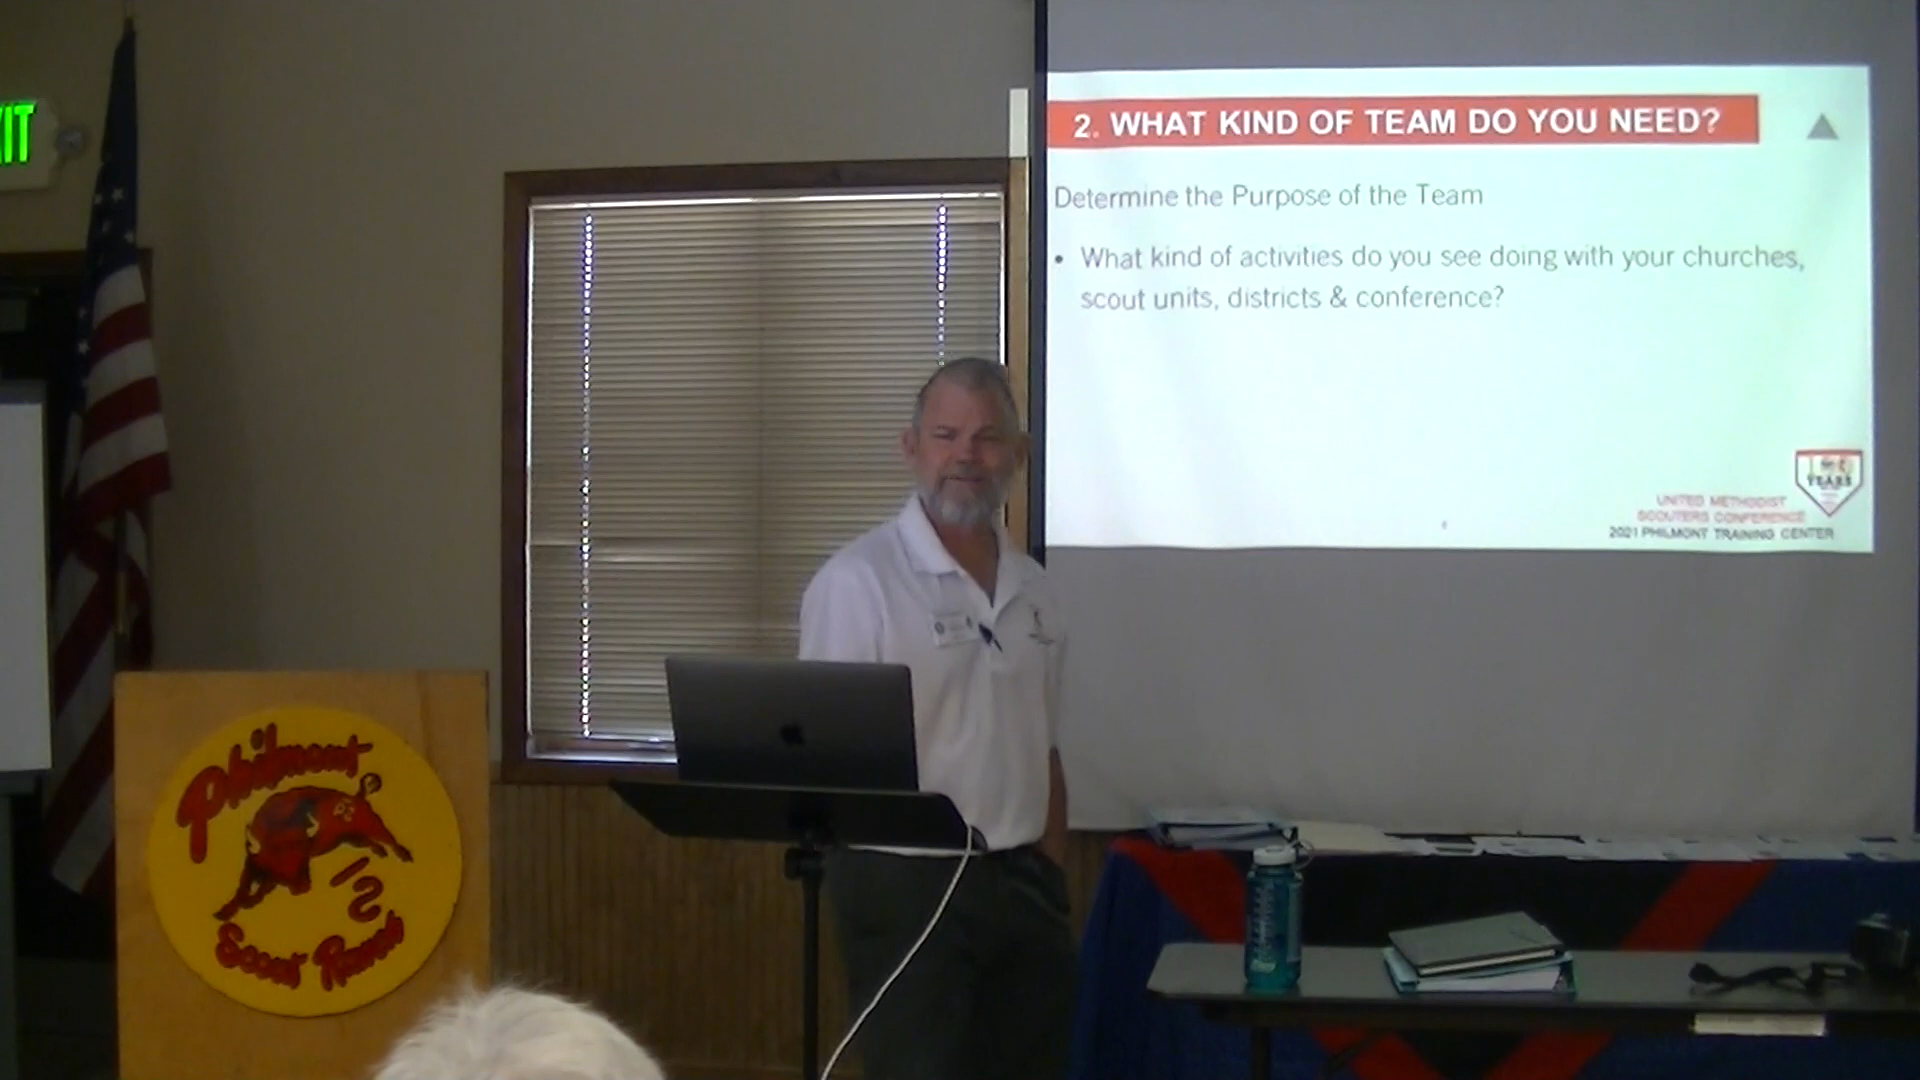 2. WHAT KIND OF TEAM DO YOU NEED?
Determine the Purpose of the Team
• What kind of activities do you see doing with your churches,
scout units, districts & conference?
YEARS
UNITED METHODIST
SCOUTERS CONFERENCE
2021 PHILMONT TRAINING CENTER
Philmont
Scout Ranch